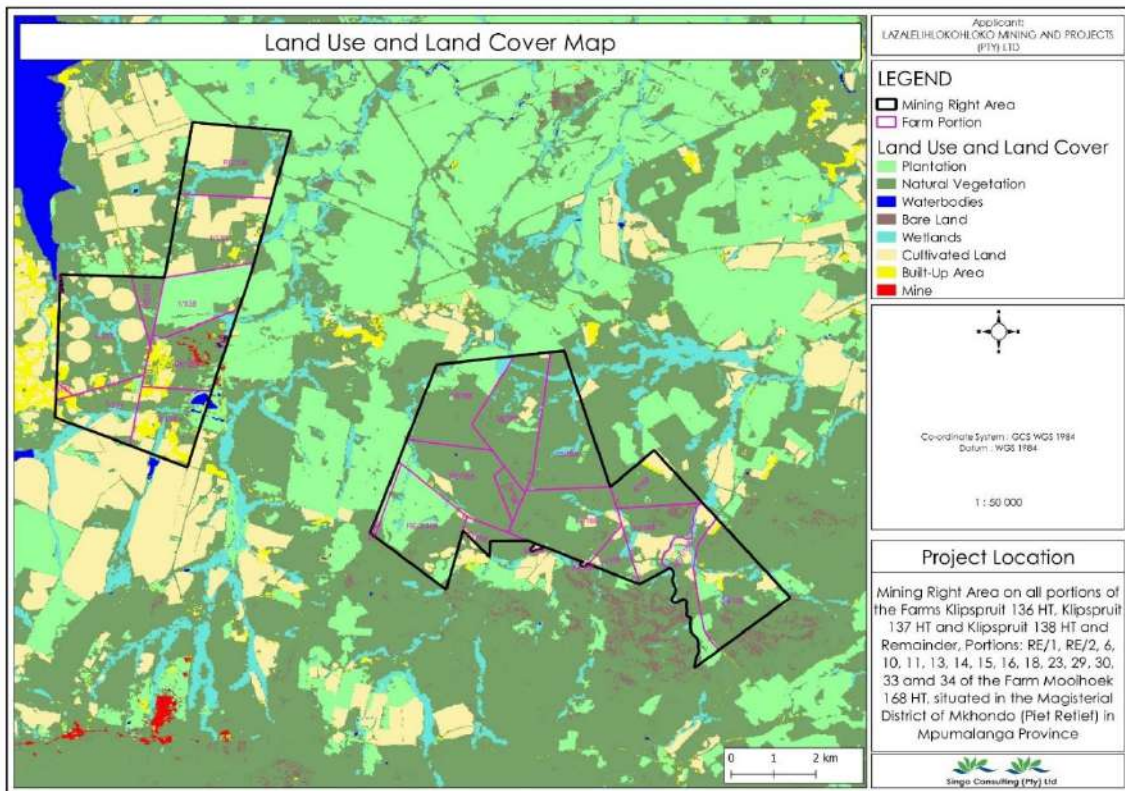 Land Use and Land Cover Map
Applicant:
LAZALELIHLOKOHLOKO MINING AND PROJECTS
(PTY) LTD
LEGEND
Mining Right Area
Farm Portion
Land Use and Land Cover
Plantation
Natural Vegetation
Waterbodies
Bare Land
Wetlands
Cultivated Land
Built-Up Area
Mine
Co-ordinate System : GCS WGS 1984
Datum : WGS 1984
1 : 50 000
Project Location
Mining Right Area on all portions of
the Farms Klipspruit 136 HT, Klipspruit
137 HT and Klipspruit 138 HT and
Remainder, Portions: RE/1, RE/2, 6,
10, 11, 13, 14, 15, 16, 18, 23, 29, 30,
33 amd 34 of the Farm Mooihoek
168 HT, situated in the Magisterial
District of Mkhondo (Piet Retief) in
Mpumalanga Province
0 1 2 km
Singo Consulting (Pty) Ltd